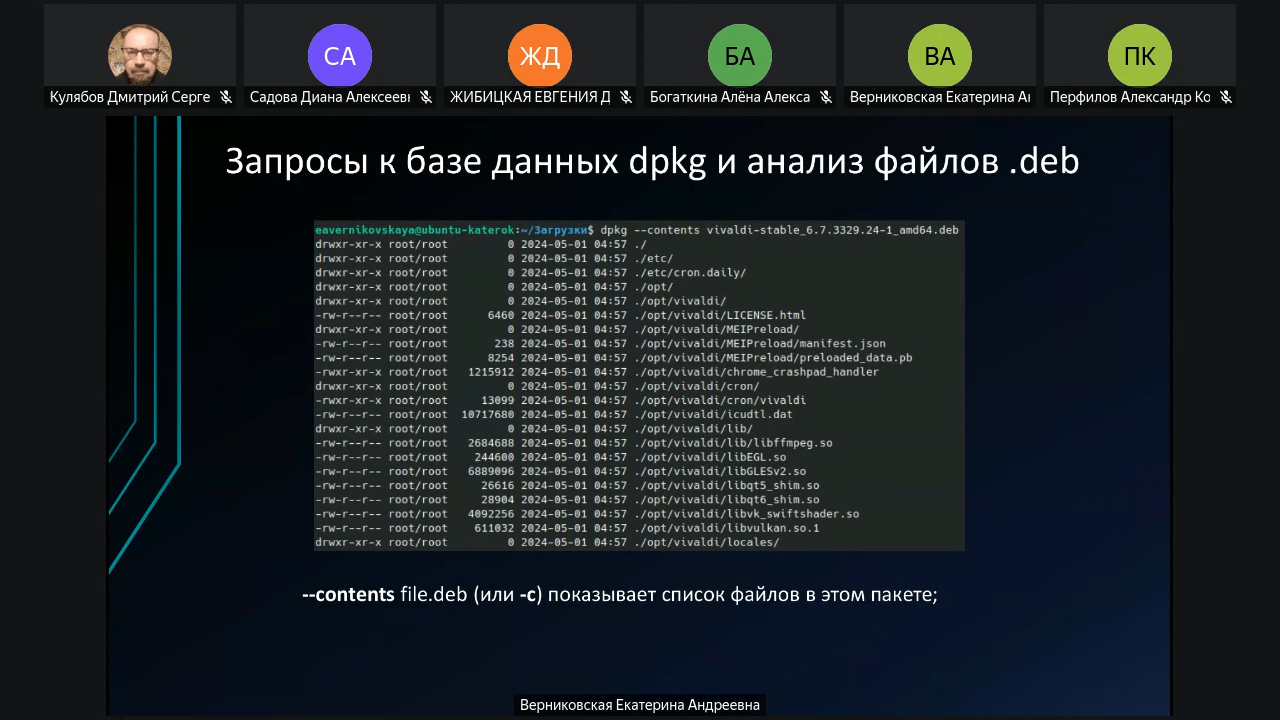 СА
ЖД
БА
ВА
ПК
Кулябов Дмитрий Серге
Садова Диана Алексеевн
ЖИБИЦКАЯ ЕВГЕНИЯ Д
Богаткина Алёна Алекса
Верниковская Екатерина Ан
Перфилов Александр Ко
Запросы к базе данных dpkg и анализ файлов .deb
eavernikovskaya@ubuntu-katerok:~/Загрузки$ dpkg --contents vivaldi-stable_6.7.3329.24-1_amd64.deb
drwxr-xr-x root/root 0 2024-05-01 04:57 ./
drwxr-xr-x root/root 0 2024-05-01 04:57 ./etc/
drwxr-xr-x root/root 0 2024-05-01 04:57 ./etc/cron.daily/
drwxr-xr-x root/root 0 2024-05-01 04:57 ./opt/
drwxr-xr-x root/root 0 2024-05-01 04:57 ./opt/vivaldi/
-rw-r--r-- root/root 6460 2024-05-01 04:57 ./opt/vivaldi/LICENSE.html
drwxr-xr-x root/root 0 2024-05-01 04:57 ./opt/vivaldi/MEIPreload/
-rw-r--r-- root/root 238 2024-05-01 04:57 ./opt/vivaldi/MEIPreload/manifest.json
-rw-r--r-- root/root 8254 2024-05-01 04:57 ./opt/vivaldi/MEIPreload/preloaded_data.pb
-rwxr-xr-x root/root 1215912 2024-05-01 04:57 ./opt/vivaldi/chrome_crashpad_handler
drwxr-xr-x root/root 0 2024-05-01 04:57 ./opt/vivaldi/cron/
-rwxr-xr-x root/root 13099 2024-05-01 04:57 ./opt/vivaldi/cron/vivaldi
-rw-r--r-- root/root 10717680 2024-05-01 04:57 ./opt/vivaldi/icudtl.dat
drwxr-xr-x root/root 0 2024-05-01 04:57 ./opt/vivaldi/lib/
-rw-r--r-- root/root 2684688 2024-05-01 04:57 ./opt/vivaldi/lib/libffmpeg.so
-rw-r--r-- root/root 244600 2024-05-01 04:57 ./opt/vivaldi/libEGL.so
-rw-r--r-- root/root 6889096 2024-05-01 04:57 ./opt/vivaldi/libGLESv2.so
-rw-r--r-- root/root 26616 2024-05-01 04:57 ./opt/vivaldi/libqt5_shim.so
-rw-r--r-- root/root 28904 2024-05-01 04:57 ./opt/vivaldi/libqt6_shim.so
-rw-r--r-- root/root 4092256 2024-05-01 04:57 ./opt/vivaldi/libvk_swiftshader.so
-rw-r--r-- root/root 611032 2024-05-01 04:57 ./opt/vivaldi/libvulkan.so.1
drwxr-xr-x root/root 0 2024-05-01 04:57 ./opt/vivaldi/locales/
--contents file.deb (или -c) показывает список файлов в этом пакете;
Верниковская Екатерина Андреевна